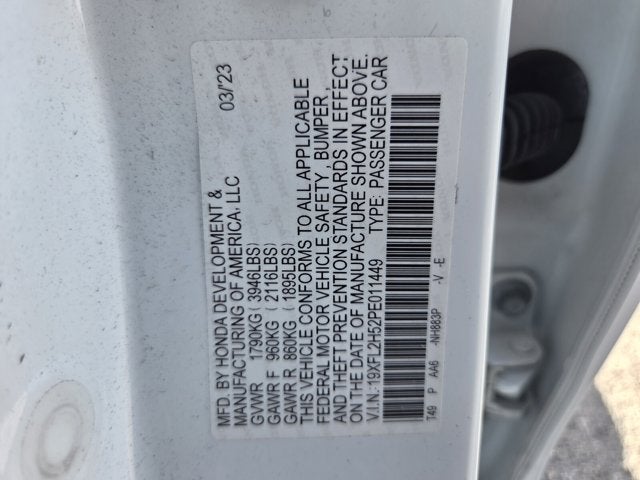 MFD. BY HONDA DEVELOPMENT & 03/'23
MANUFACTURING OF AMERICA, LLC
GVWR 1790KG (3946LBS)
GAWR F 960KG (2116LBS)
GAWR R 860KG (1895LBS)
THIS VEHICLE CONFORMS TO ALL APPLICABLE
FEDERAL MOTOR VEHICLE SAFETY, BUMPER,
AND THEFT PREVENTION STANDARDS IN EFFECT
ON THE DATE OF MANUFACTURE SHOWN ABOVE.
V.I.N.:19XFL2H52PE011449 TYPE: PASSENGER CAR
T49 P AA6 -NH883P -V -E